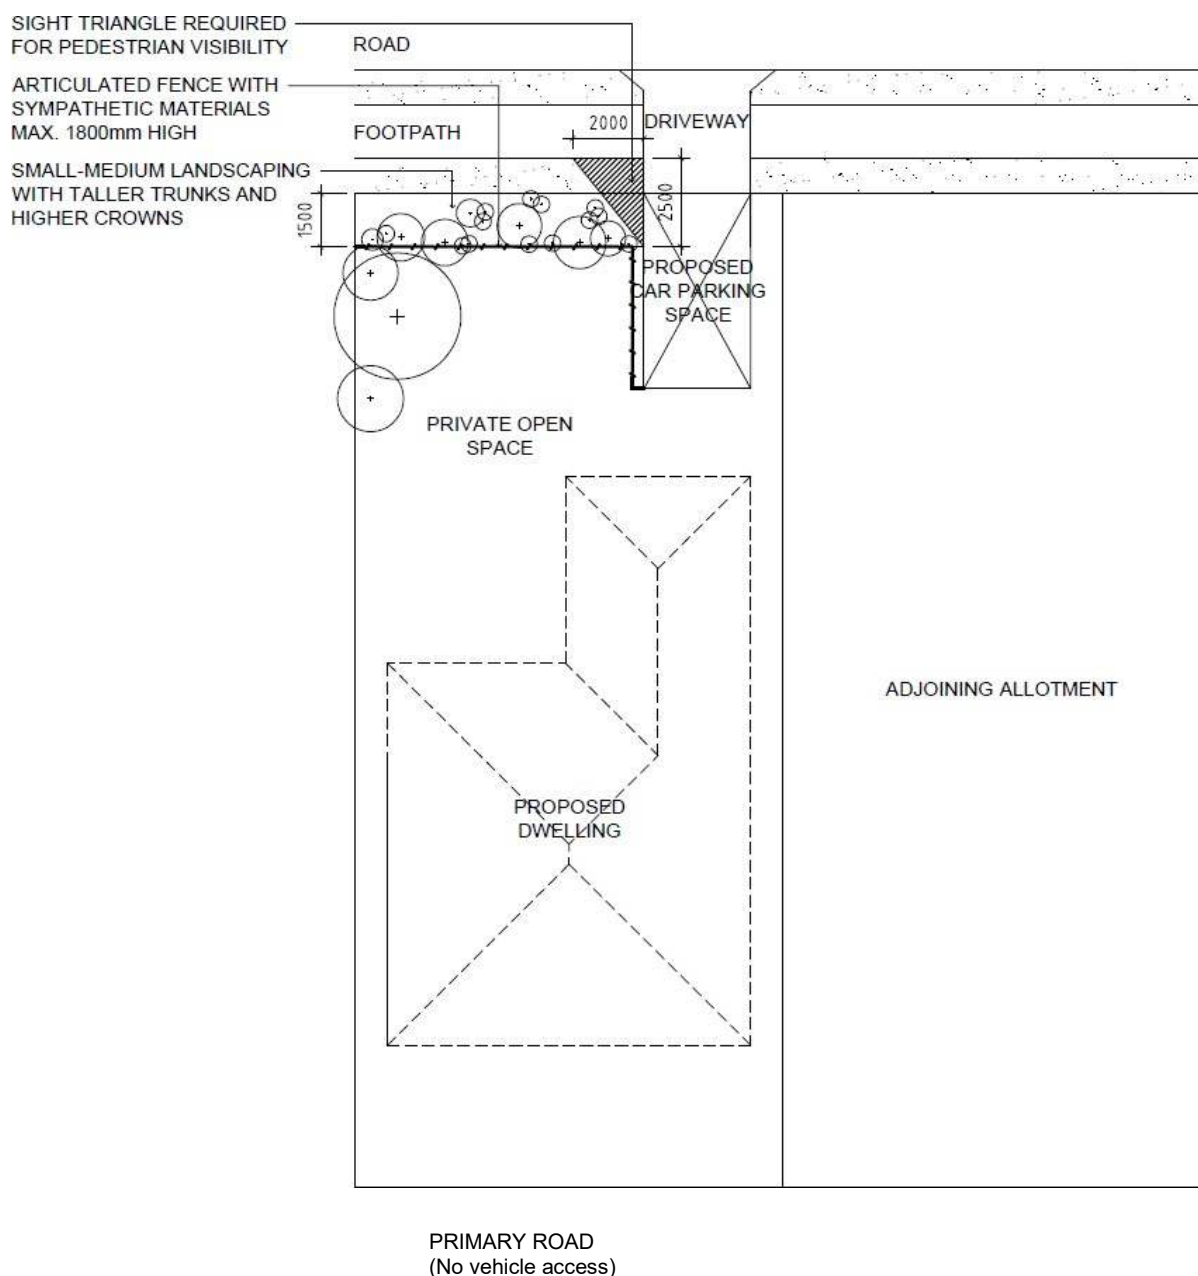 SIGHT TRIANGLE REQUIRED
FOR PEDESTRIAN VISIBILITY
ROAD
ARTICULATED FENCE WITH
SYMPATHETIC MATERIALS
MAX. 1800mm HIGH
FOOTPATH
2000
DRIVEWAY
SMALL-MEDIUM LANDSCAPING
WITH TALLER TRUNKS AND
HIGHER CROWNS
1500
2500
PROPOSED
CAR PARKING
SPACE
PRIVATE OPEN
SPACE
ADJOINING ALLOTMENT
PROPOSED
DWELLING
PRIMARY ROAD
(No vehicle access)